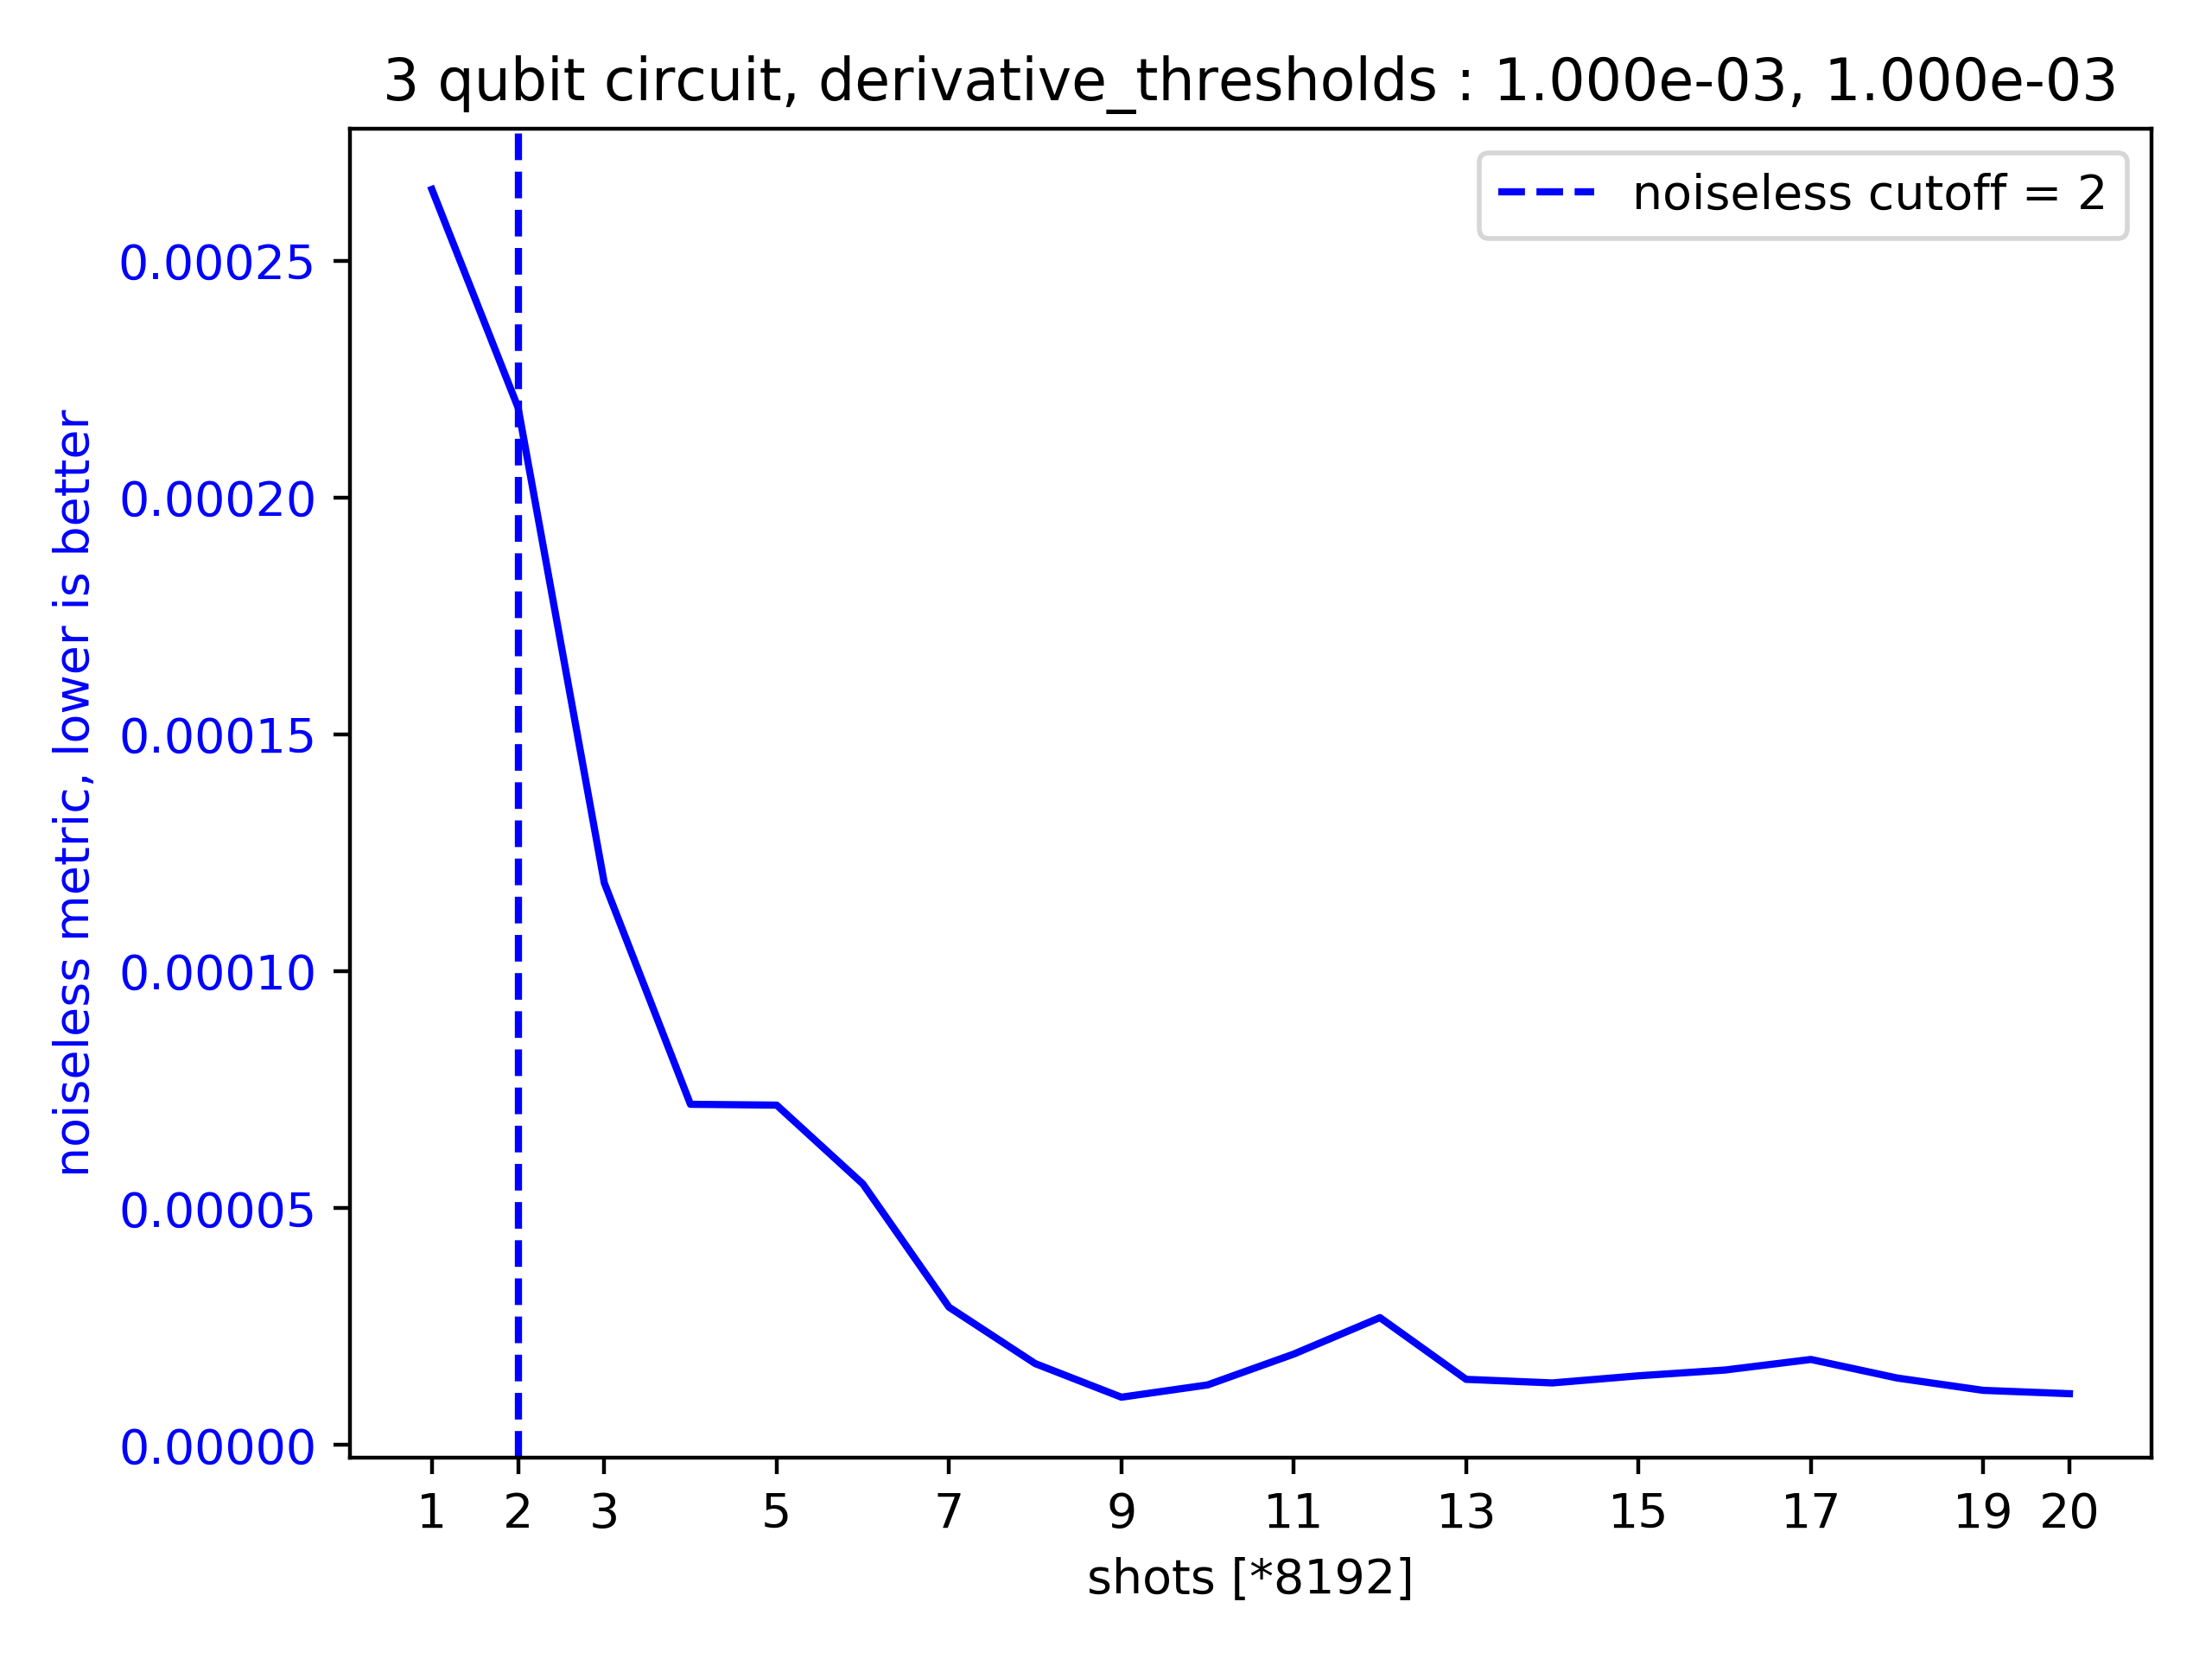 3 qubit circuit, derivative_thresholds : 1.000e-03, 1.000e-03
noiseless cutoff = 2
noiseless metric, lower is better
0.00025
0.00020
0.00015
0.00010
0.00005
0.00000
1 2 3 5 7 9 11 13 15 17 19 20
shots [*8192]